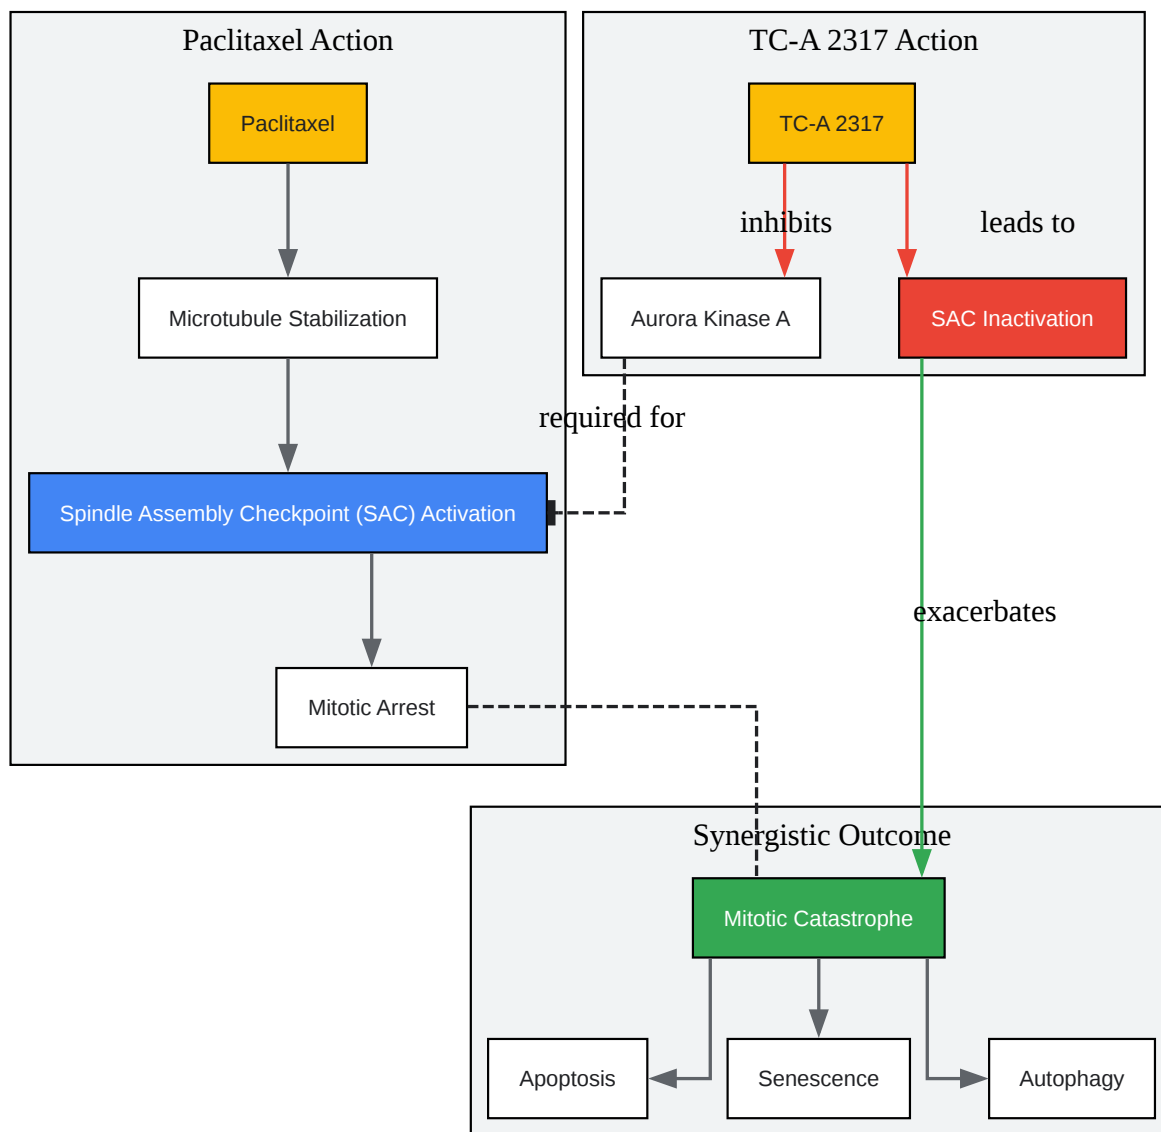 Paclitaxel Action
TC-A 2317 Action
Paclitaxel
TC-A 2317
inhibits
leads to
Microtubule Stabilization
Aurora Kinase A
SAC Inactivation
required for
Spindle Assembly Checkpoint (SAC) Activation
exacerbates
Mitotic Arrest
Synergistic Outcome
Mitotic Catastrophe
Apoptosis
Senescence
Autophagy